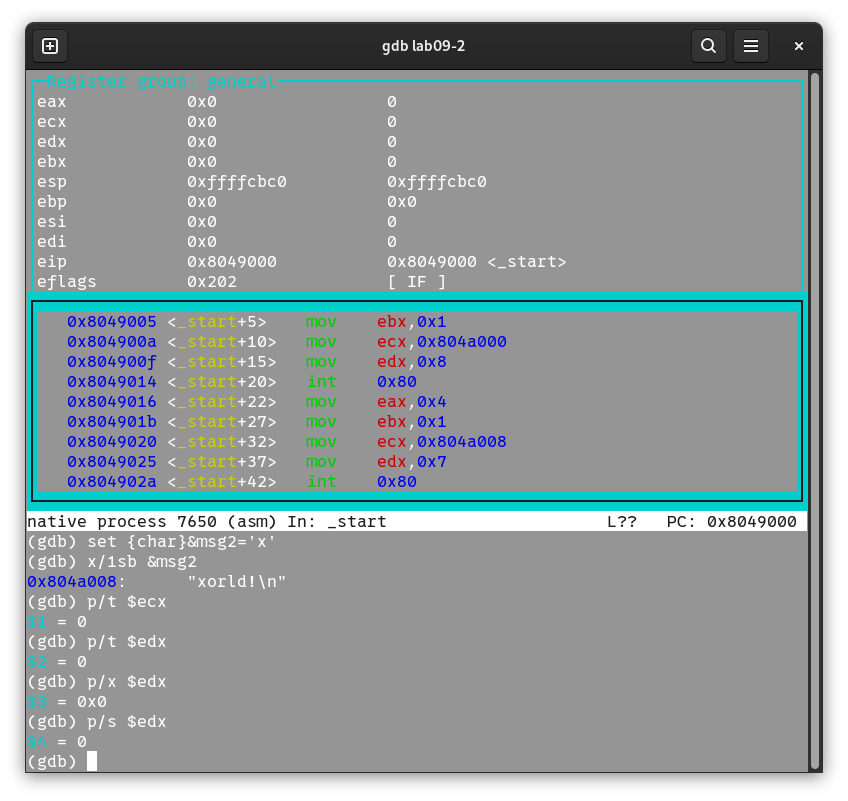 gdb lab09-2
Register group: general
eax 0x0 0
ecx 0x0 0
edx 0x0 0
ebx 0x0 0
esp 0xffffcbc0 0xffffcbc0
ebp 0x0 0x0
esi 0x0 0
edi 0x0 0
eip 0x8049000 0x8049000 <_start>
eflags 0x202 [ IF ]
0x8049005 <_start+5> mov ebx,0x1
0x804900a <_start+10> mov ecx,0x804a000
0x804900f <_start+15> mov edx,0x8
0x8049014 <_start+20> int 0x80
0x8049016 <_start+22> mov eax,0x4
0x804901b <_start+27> mov ebx,0x1
0x8049020 <_start+32> mov ecx,0x804a008
0x8049025 <_start+37> mov edx,0x7
0x804902a <_start+42> int 0x80
native process 7650 (asm) In: _start L?? PC: 0x8049000
(gdb) set {char}&msg2='x'
(gdb) x/1sb &msg2
0x804a008: "xorld!\n"
(gdb) p/t $ecx
$1 = 0
(gdb) p/t $edx
$2 = 0
(gdb) p/x $edx
$3 = 0x0
(gdb) p/s $edx
$4 = 0
(gdb)